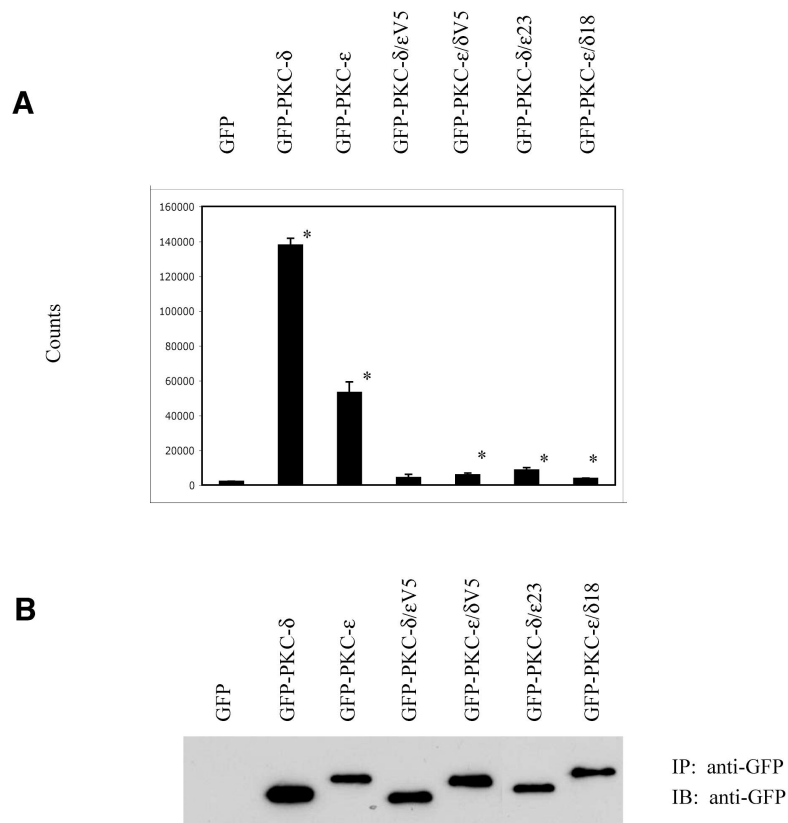 A
GFP
GFP-PKC-δ
GFP-PKC-ε
GFP-PKC-δ/εV5
GFP-PKC-ε/δV5
GFP-PKC-δ/ε23
GFP-PKC-ε/δ18
Counts
160000
140000
120000
100000
80000
60000
40000
20000
0
*
*
*
*
*
B
GFP
GFP-PKC-δ
GFP-PKC-ε
GFP-PKC-δ/εV5
GFP-PKC-ε/δV5
GFP-PKC-δ/ε23
GFP-PKC-ε/δ18
IP: anti-GFP
IB: anti-GFP